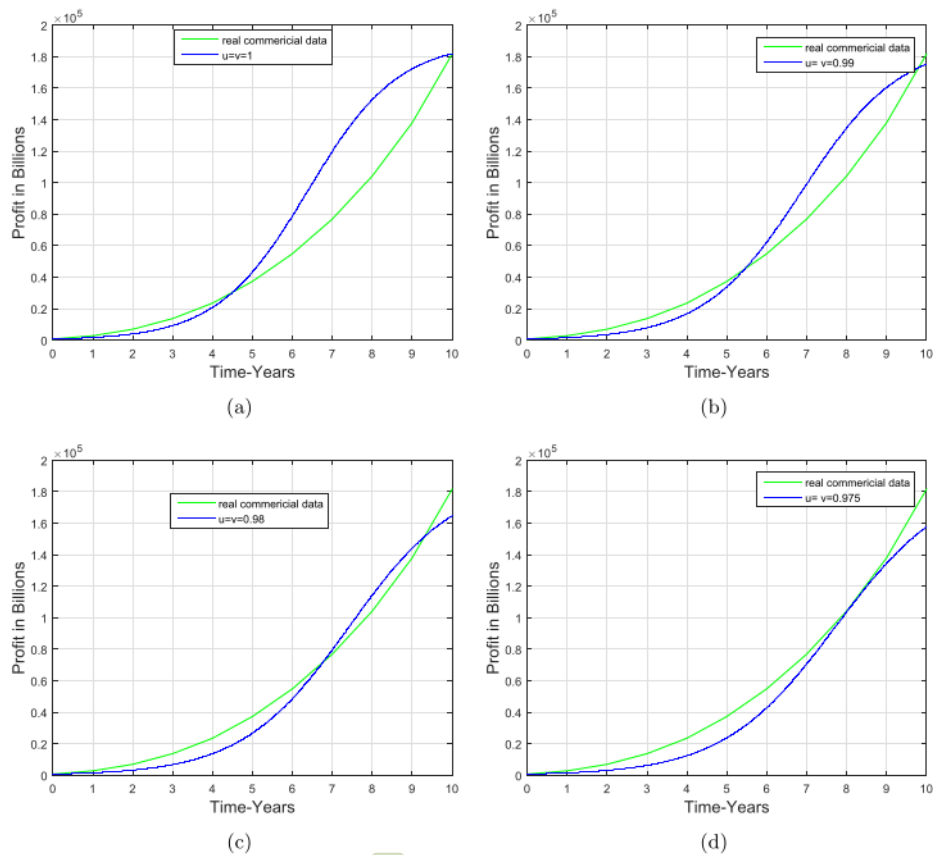 ×10⁵
2
1.8
1.6
1.4
1.2
1
0.8
0.6
0.4
0.2
0
Profit in Billions
real commericial data
u=v=1
0 1 2 3 4 5 6 7 8 9 10
Time-Years
(a)
×10⁵
2
1.8
1.6
1.4
1.2
1
0.8
0.6
0.4
0.2
0
Profit in Billions
real commericial data
u= v=0.99
0 1 2 3 4 5 6 7 8 9 10
Time-Years
(b)
×10⁵
2
1.8
1.6
1.4
1.2
1
0.8
0.6
0.4
0.2
0
Profit in Billions
real commericial data
u=v=0.98
0 1 2 3 4 5 6 7 8 9 10
Time-Years
(c)
×10⁵
2
1.8
1.6
1.4
1.2
1
0.8
0.6
0.4
0.2
0
Profit in Billions
real commericial data
u= v=0.975
0 1 2 3 4 5 6 7 8 9 10
Time-Years
(d)